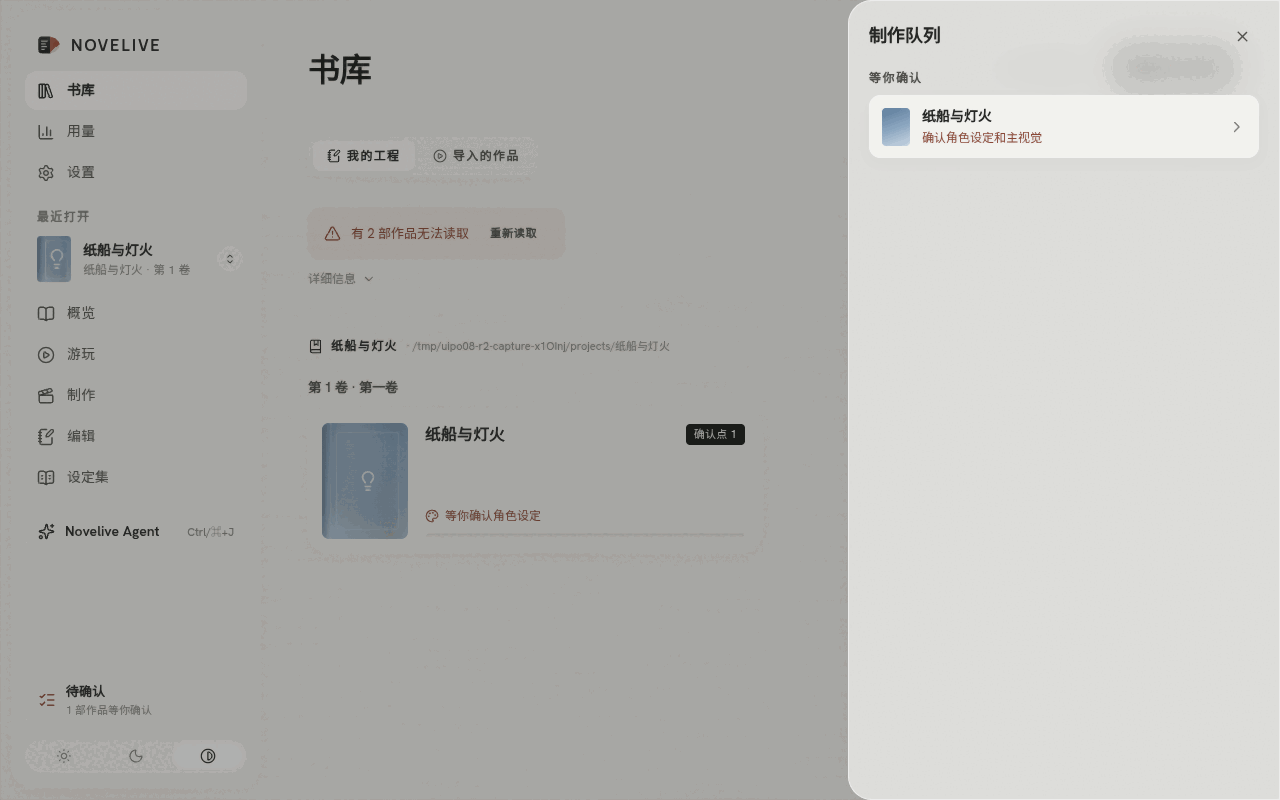 NOVELIVE
书库
用量
设置
最近打开
纸船与灯火
纸船与灯火 · 第 1 卷
概览
游玩
制作
编辑
设定集
Novelive Agent Ctrl/⌘+J
待确认
1 部作品等你确认
书库
我的工程 导入的作品
有 2 部作品无法读取 重新读取
详细信息
纸船与灯火 · /tmp/uipo08-r2-capture-x1OInj/projects/纸船与灯火
第 1 卷 · 第一卷
纸船与灯火 确认点 1
等你确认角色设定
制作队列
等你确认
纸船与灯火
确认角色设定和主视觉